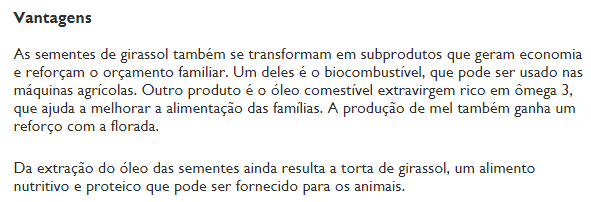 Vantagens
As sementes de girassol também se transformam em subprodutos que geram economia
e reforçam o orçamento familiar. Um deles é o biocombustível, que pode ser usado nas
máquinas agrícolas. Outro produto é o óleo comestível extravirgem rico em ômega 3,
que ajuda a melhorar a alimentação das famílias. A produção de mel também ganha um
reforço com a florada.
Da extração do óleo das sementes ainda resulta a torta de girassol, um alimento
nutritivo e proteico que pode ser fornecido para os animais.